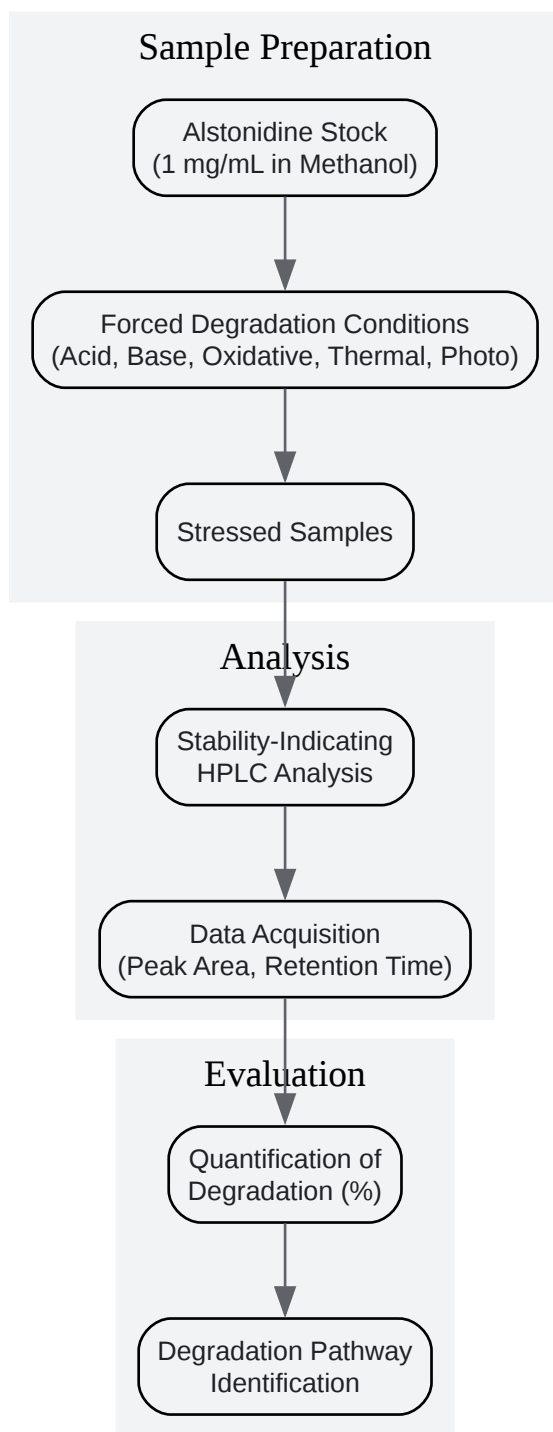 Sample Preparation
Alstonidine Stock
(1 mg/mL in Methanol)
Forced Degradation Conditions
(Acid, Base, Oxidative, Thermal, Photo)
Stressed Samples
Analysis
Stability-Indicating
HPLC Analysis
Data Acquisition
(Peak Area, Retention Time)
Evaluation
Quantification of
Degradation (%)
Degradation Pathway
Identification